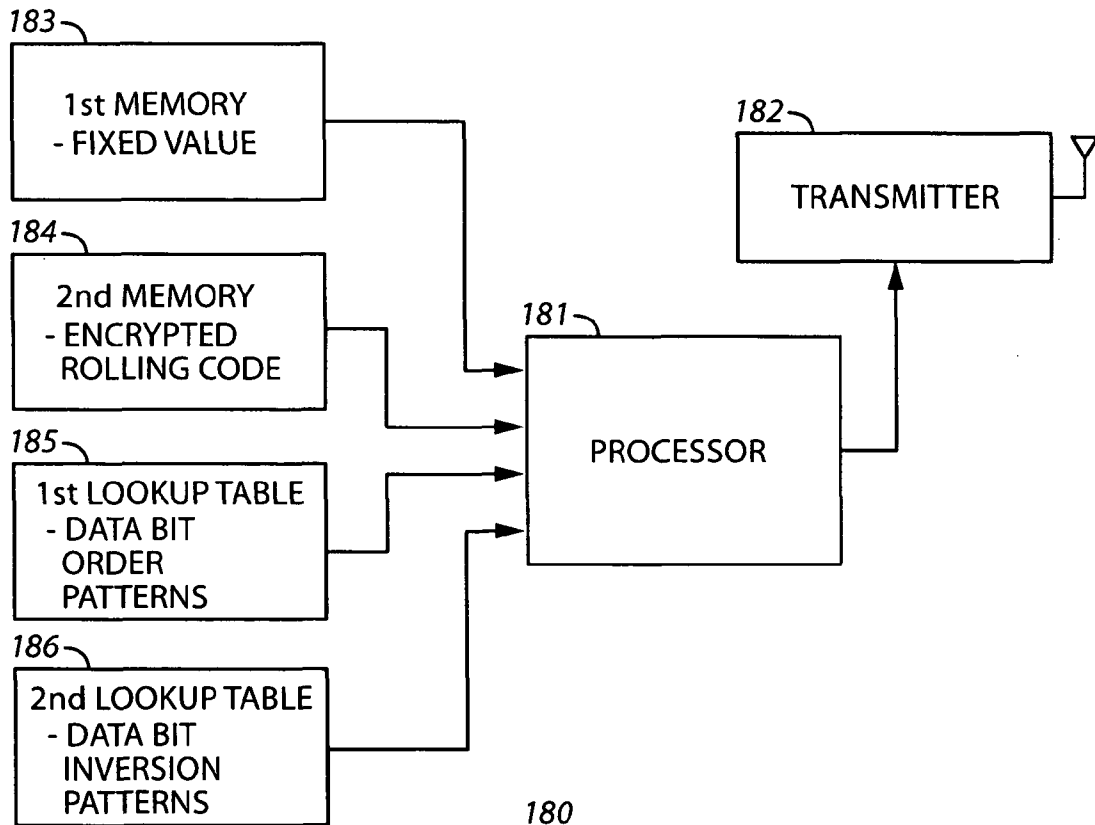 183
1st MEMORY
- FIXED VALUE
184
2nd MEMORY
- ENCRYPTED
ROLLING CODE
185
1st LOOKUP TABLE
- DATA BIT
ORDER
PATTERNS
186
2nd LOOKUP TABLE
- DATA BIT
INVERSION
PATTERNS
181
PROCESSOR
182
TRANSMITTER
180